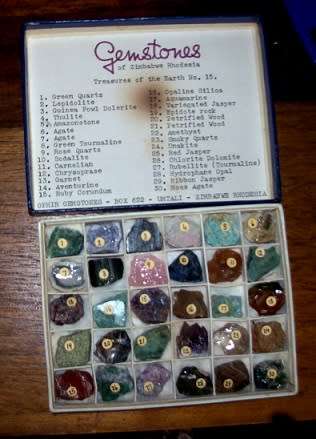 Gemstones
of Zimbabwe Rhodesia
Treasures of the Earth No. 15.
1. Green Quartz
2. Lepidolite
3. Guinea Fowl Dolerite
4. Thulite
5. Amazonstone
6. Agate
7. Agate
8. Green Tourmaline
9. Rose Quartz
10. Sodalite
11. Carnelian
12. Chrysoprase
13. Garnet
14. Aventurine
15. Ruby Corundum
16. Opaline Silica
17. Aquamarine
18. Variegated Jasper
19. Epidote rock
20. Petrified Wood
21. Petrified Wood
22. Amethyst
23. Smoky Quartz
24. Unakite
25. Red Jasper
26. Chlorite Dolomite
27. Rubellite (Tourmaline)
28. Hydrophane Opal
29. Ribbon Jasper
30. Moss Agate
OPHIR GEMSTONES - BOX 682 - UMTALI - ZIMBABWE RHODESIA